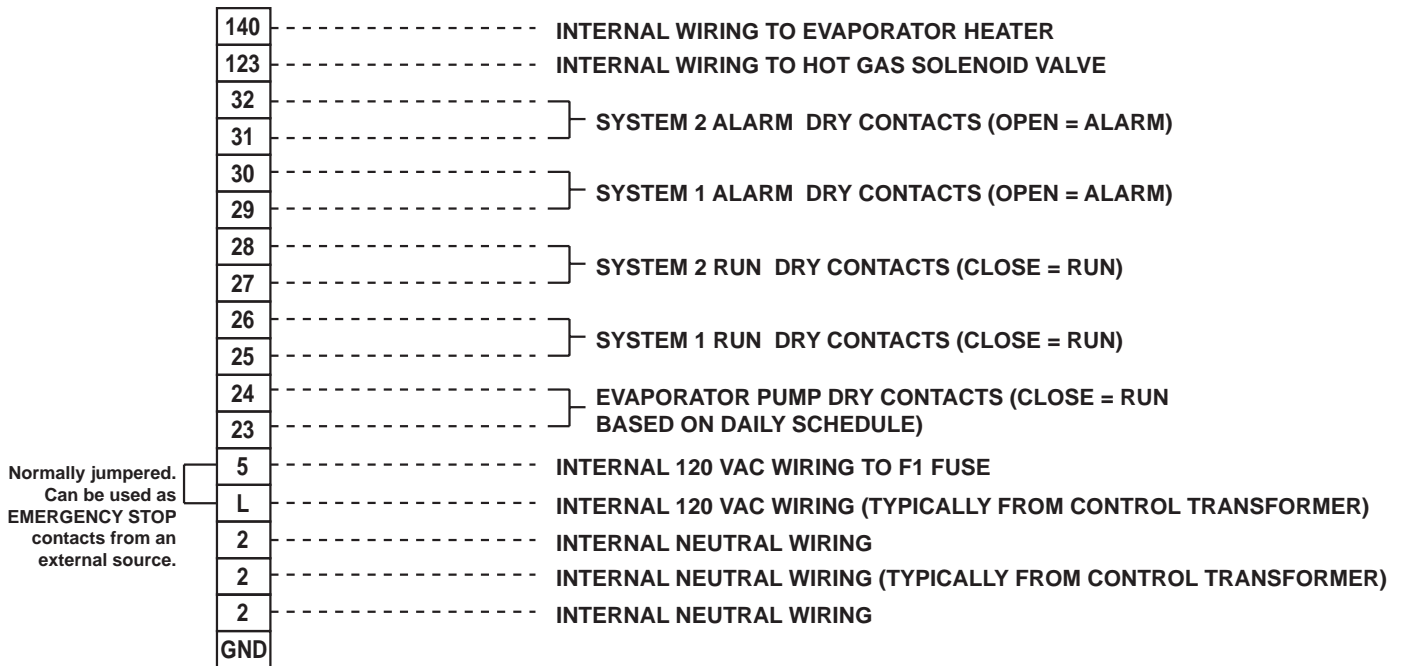 140 INTERNAL WIRING TO EVAPORATOR HEATER
123 INTERNAL WIRING TO HOT GAS SOLENOID VALVE
32
SYSTEM 2 ALARM DRY CONTACTS (OPEN = ALARM)
31
30
SYSTEM 1 ALARM DRY CONTACTS (OPEN = ALARM)
29
28
SYSTEM 2 RUN DRY CONTACTS (CLOSE = RUN)
27
26
SYSTEM 1 RUN DRY CONTACTS (CLOSE = RUN)
25
24 EVAPORATOR PUMP DRY CONTACTS (CLOSE = RUN
23 BASED ON DAILY SCHEDULE)
5 INTERNAL 120 VAC WIRING TO F1 FUSE
L INTERNAL 120 VAC WIRING (TYPICALLY FROM CONTROL TRANSFORMER)
2 INTERNAL NEUTRAL WIRING
2 INTERNAL NEUTRAL WIRING (TYPICALLY FROM CONTROL TRANSFORMER)
2 INTERNAL NEUTRAL WIRING
GND
Normally jumpered.
Can be used as
EMERGENCY STOP
contacts from an
external source.